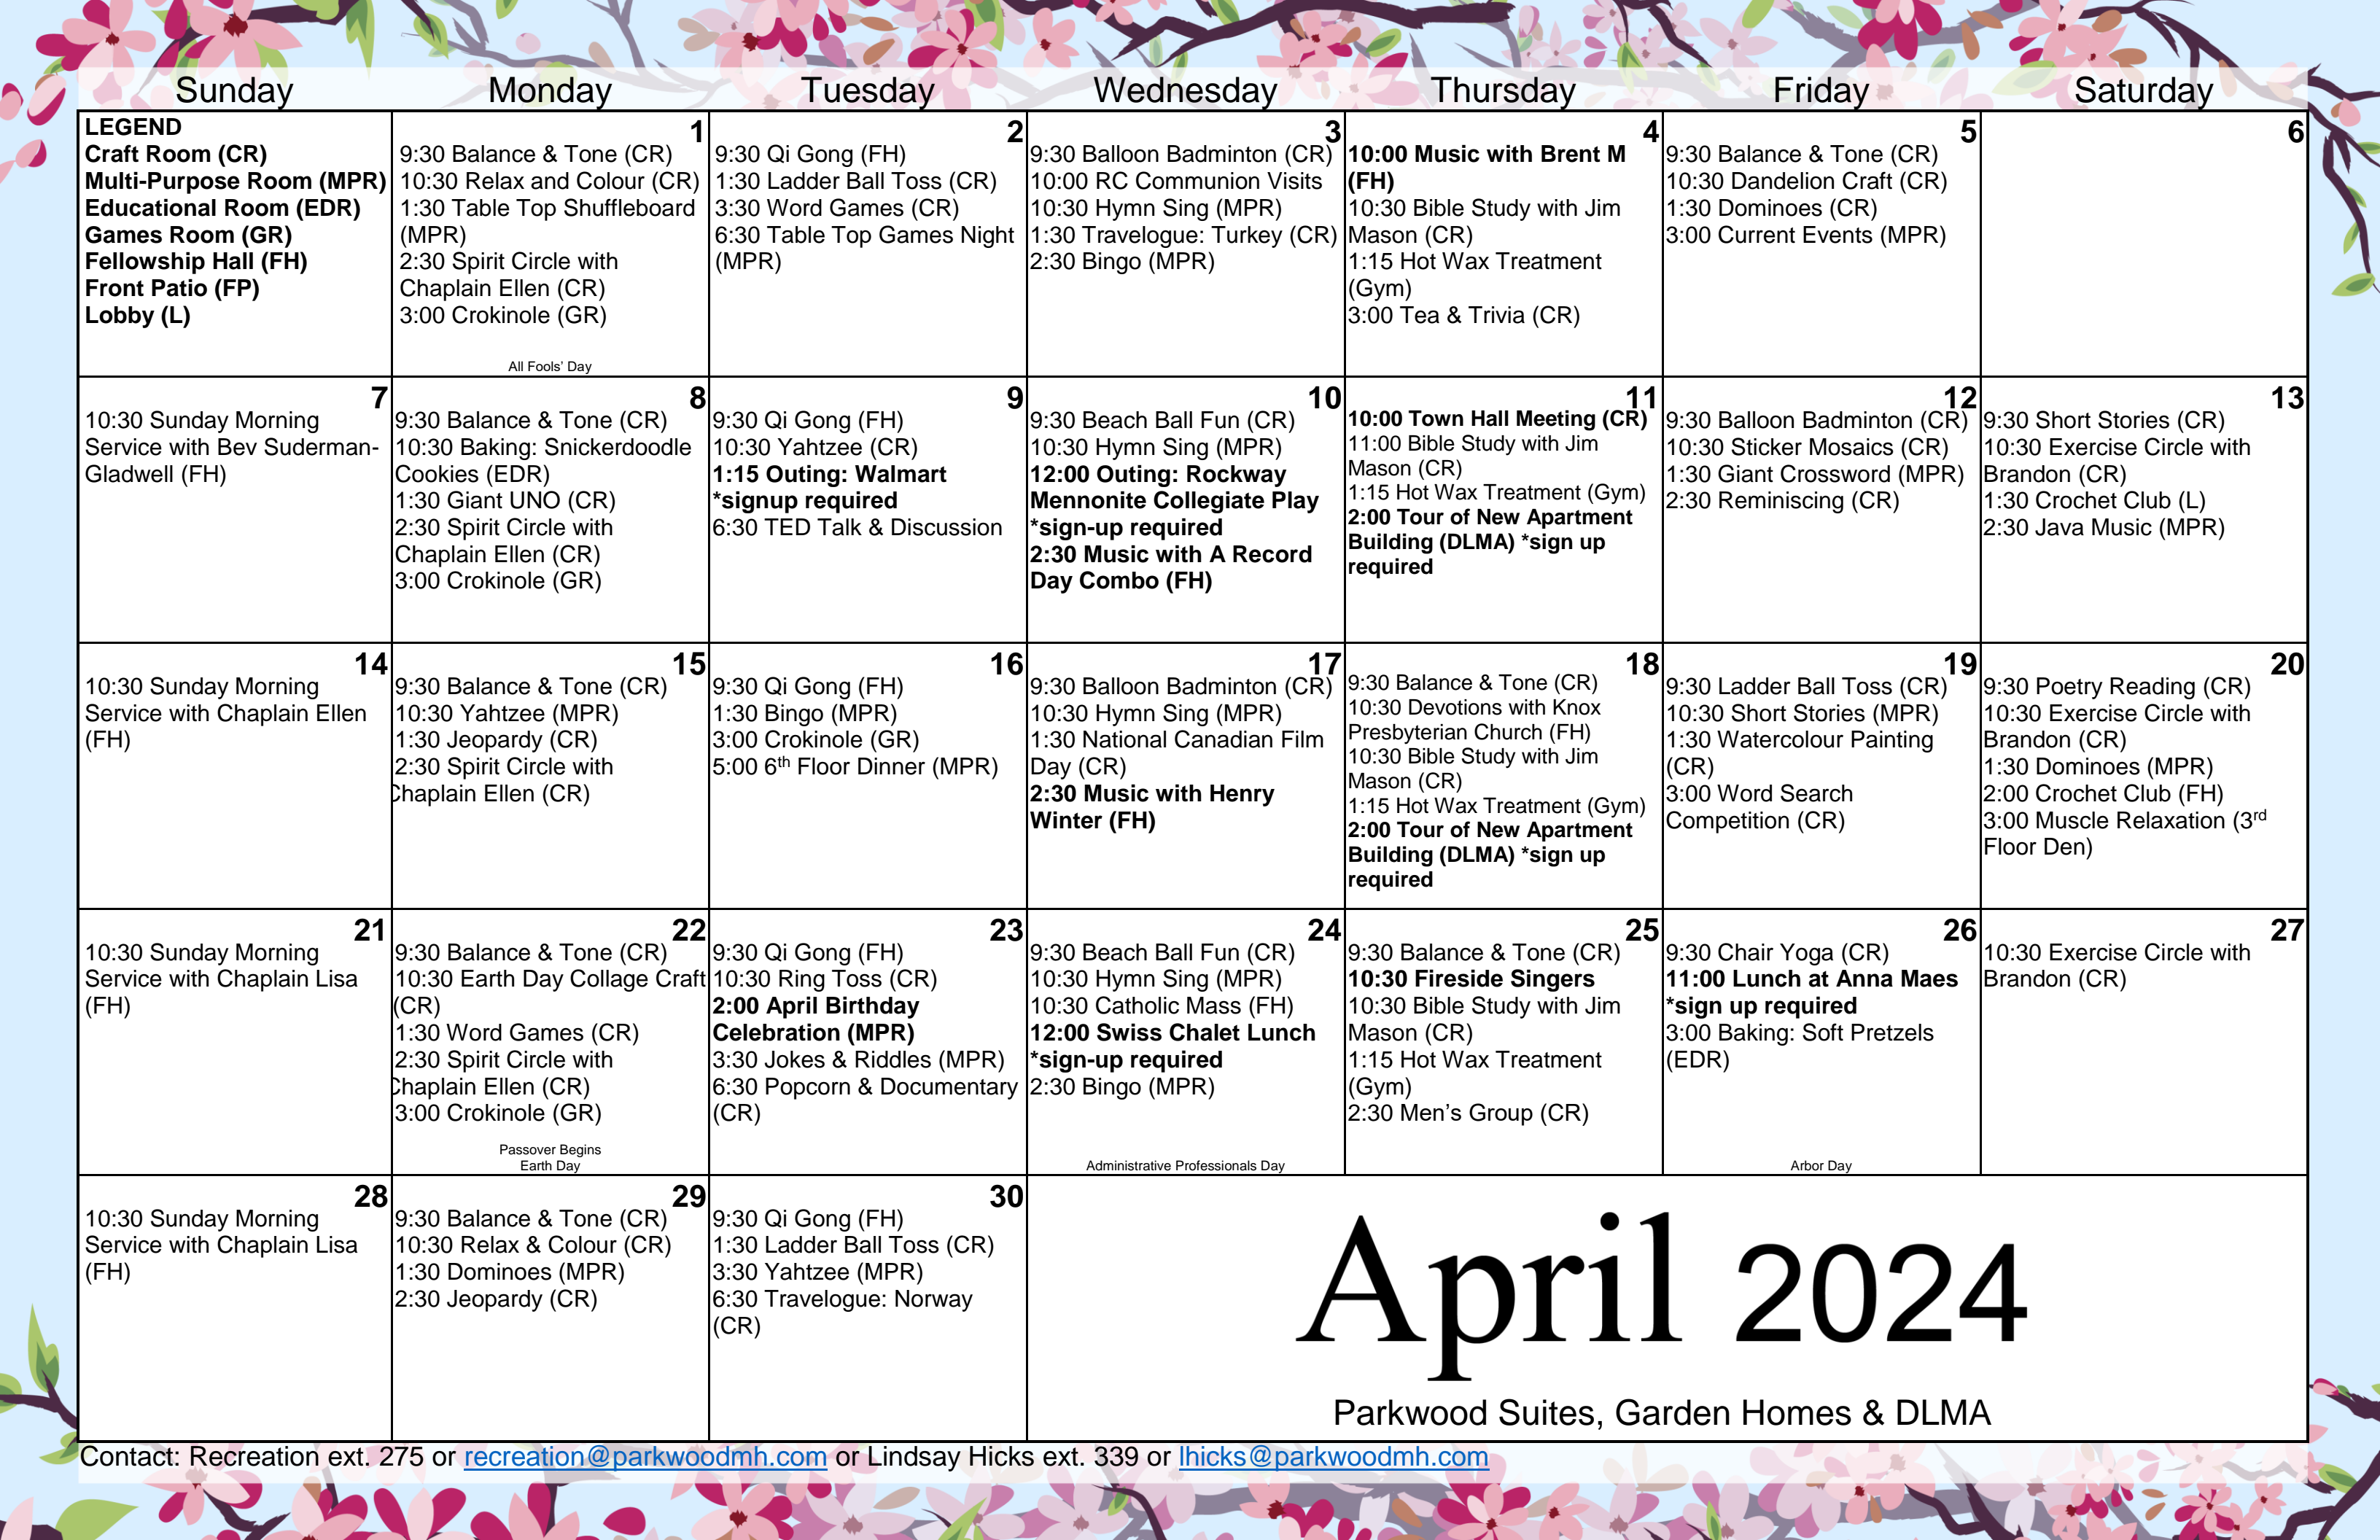 Sunday Monday Tuesday Wednesday Thursday Friday Saturday
LEGEND
Craft Room (CR)
Multi-Purpose Room (MPR)
Educational Room (EDR)
Games Room (GR)
Fellowship Hall (FH)
Front Patio (FP)
Lobby (L)
1
9:30 Balance & Tone (CR)
10:30 Relax and Colour (CR)
1:30 Table Top Shuffleboard
(MPR)
2:30 Spirit Circle with
Chaplain Ellen (CR)
3:00 Crokinole (GR)
All Fools' Day
2
9:30 Qi Gong (FH)
1:30 Ladder Ball Toss (CR)
3:30 Word Games (CR)
6:30 Table Top Games Night
(MPR)
3
9:30 Balloon Badminton (CR)
10:00 RC Communion Visits
10:30 Hymn Sing (MPR)
1:30 Travelogue: Turkey (CR)
2:30 Bingo (MPR)
4
10:00 Music with Brent M
(FH)
10:30 Bible Study with Jim
Mason (CR)
1:15 Hot Wax Treatment
(Gym)
3:00 Tea & Trivia (CR)
5
9:30 Balance & Tone (CR)
10:30 Dandelion Craft (CR)
1:30 Dominoes (CR)
3:00 Current Events (MPR)
6
7
10:30 Sunday Morning
Service with Bev Suderman-
Gladwell (FH)
8
9:30 Balance & Tone (CR)
10:30 Baking: Snickerdoodle
Cookies (EDR)
1:30 Giant UNO (CR)
2:30 Spirit Circle with
Chaplain Ellen (CR)
3:00 Crokinole (GR)
9
9:30 Qi Gong (FH)
10:30 Yahtzee (CR)
1:15 Outing: Walmart
*signup required
6:30 TED Talk & Discussion
10
9:30 Beach Ball Fun (CR)
10:30 Hymn Sing (MPR)
12:00 Outing: Rockway
Mennonite Collegiate Play
*sign-up required
2:30 Music with A Record
Day Combo (FH)
11
10:00 Town Hall Meeting (CR)
11:00 Bible Study with Jim
Mason (CR)
1:15 Hot Wax Treatment (Gym)
2:00 Tour of New Apartment
Building (DLMA) *sign up
required
12
9:30 Balloon Badminton (CR)
10:30 Sticker Mosaics (CR)
1:30 Giant Crossword (MPR)
2:30 Reminiscing (CR)
13
9:30 Short Stories (CR)
10:30 Exercise Circle with
Brandon (CR)
1:30 Crochet Club (L)
2:30 Java Music (MPR)
14
10:30 Sunday Morning
Service with Chaplain Ellen
(FH)
15
9:30 Balance & Tone (CR)
10:30 Yahtzee (MPR)
1:30 Jeopardy (CR)
2:30 Spirit Circle with
Chaplain Ellen (CR)
16
9:30 Qi Gong (FH)
1:30 Bingo (MPR)
3:00 Crokinole (GR)
5:00 6th Floor Dinner (MPR)
17
9:30 Balloon Badminton (CR)
10:30 Hymn Sing (MPR)
1:30 National Canadian Film
Day (CR)
2:30 Music with Henry
Winter (FH)
18
9:30 Balance & Tone (CR)
10:30 Devotions with Knox
Presbyterian Church (FH)
10:30 Bible Study with Jim
Mason (CR)
1:15 Hot Wax Treatment (Gym)
2:00 Tour of New Apartment
Building (DLMA) *sign up
required
19
9:30 Ladder Ball Toss (CR)
10:30 Short Stories (MPR)
1:30 Watercolour Painting
(CR)
3:00 Word Search
Competition (CR)
20
9:30 Poetry Reading (CR)
10:30 Exercise Circle with
Brandon (CR)
1:30 Dominoes (MPR)
2:00 Crochet Club (FH)
3:00 Muscle Relaxation (3rd
Floor Den)
21
10:30 Sunday Morning
Service with Chaplain Lisa
(FH)
22
9:30 Balance & Tone (CR)
10:30 Earth Day Collage Craft
(CR)
1:30 Word Games (CR)
2:30 Spirit Circle with
Chaplain Ellen (CR)
3:00 Crokinole (GR)
Passover Begins
Earth Day
23
9:30 Qi Gong (FH)
10:30 Ring Toss (CR)
2:00 April Birthday
Celebration (MPR)
3:30 Jokes & Riddles (MPR)
6:30 Popcorn & Documentary
(CR)
24
9:30 Beach Ball Fun (CR)
10:30 Hymn Sing (MPR)
10:30 Catholic Mass (FH)
12:00 Swiss Chalet Lunch
*sign-up required
2:30 Bingo (MPR)
Administrative Professionals Day
25
9:30 Balance & Tone (CR)
10:30 Fireside Singers
10:30 Bible Study with Jim
Mason (CR)
1:15 Hot Wax Treatment
(Gym)
2:30 Men's Group (CR)
26
9:30 Chair Yoga (CR)
11:00 Lunch at Anna Maes
*sign up required
3:00 Baking: Soft Pretzels
(EDR)
Arbor Day
27
10:30 Exercise Circle with
Brandon (CR)
28
10:30 Sunday Morning
Service with Chaplain Lisa
(FH)
29
9:30 Balance & Tone (CR)
10:30 Relax & Colour (CR)
1:30 Dominoes (MPR)
2:30 Jeopardy (CR)
30
9:30 Qi Gong (FH)
1:30 Ladder Ball Toss (CR)
3:30 Yahtzee (MPR)
6:30 Travelogue: Norway
(CR)
April 2024
Parkwood Suites, Garden Homes & DLMA
Contact: Recreation ext. 275 or recreation@parkwoodmh.com or Lindsay Hicks ext. 339 or lhicks@parkwoodmh.com